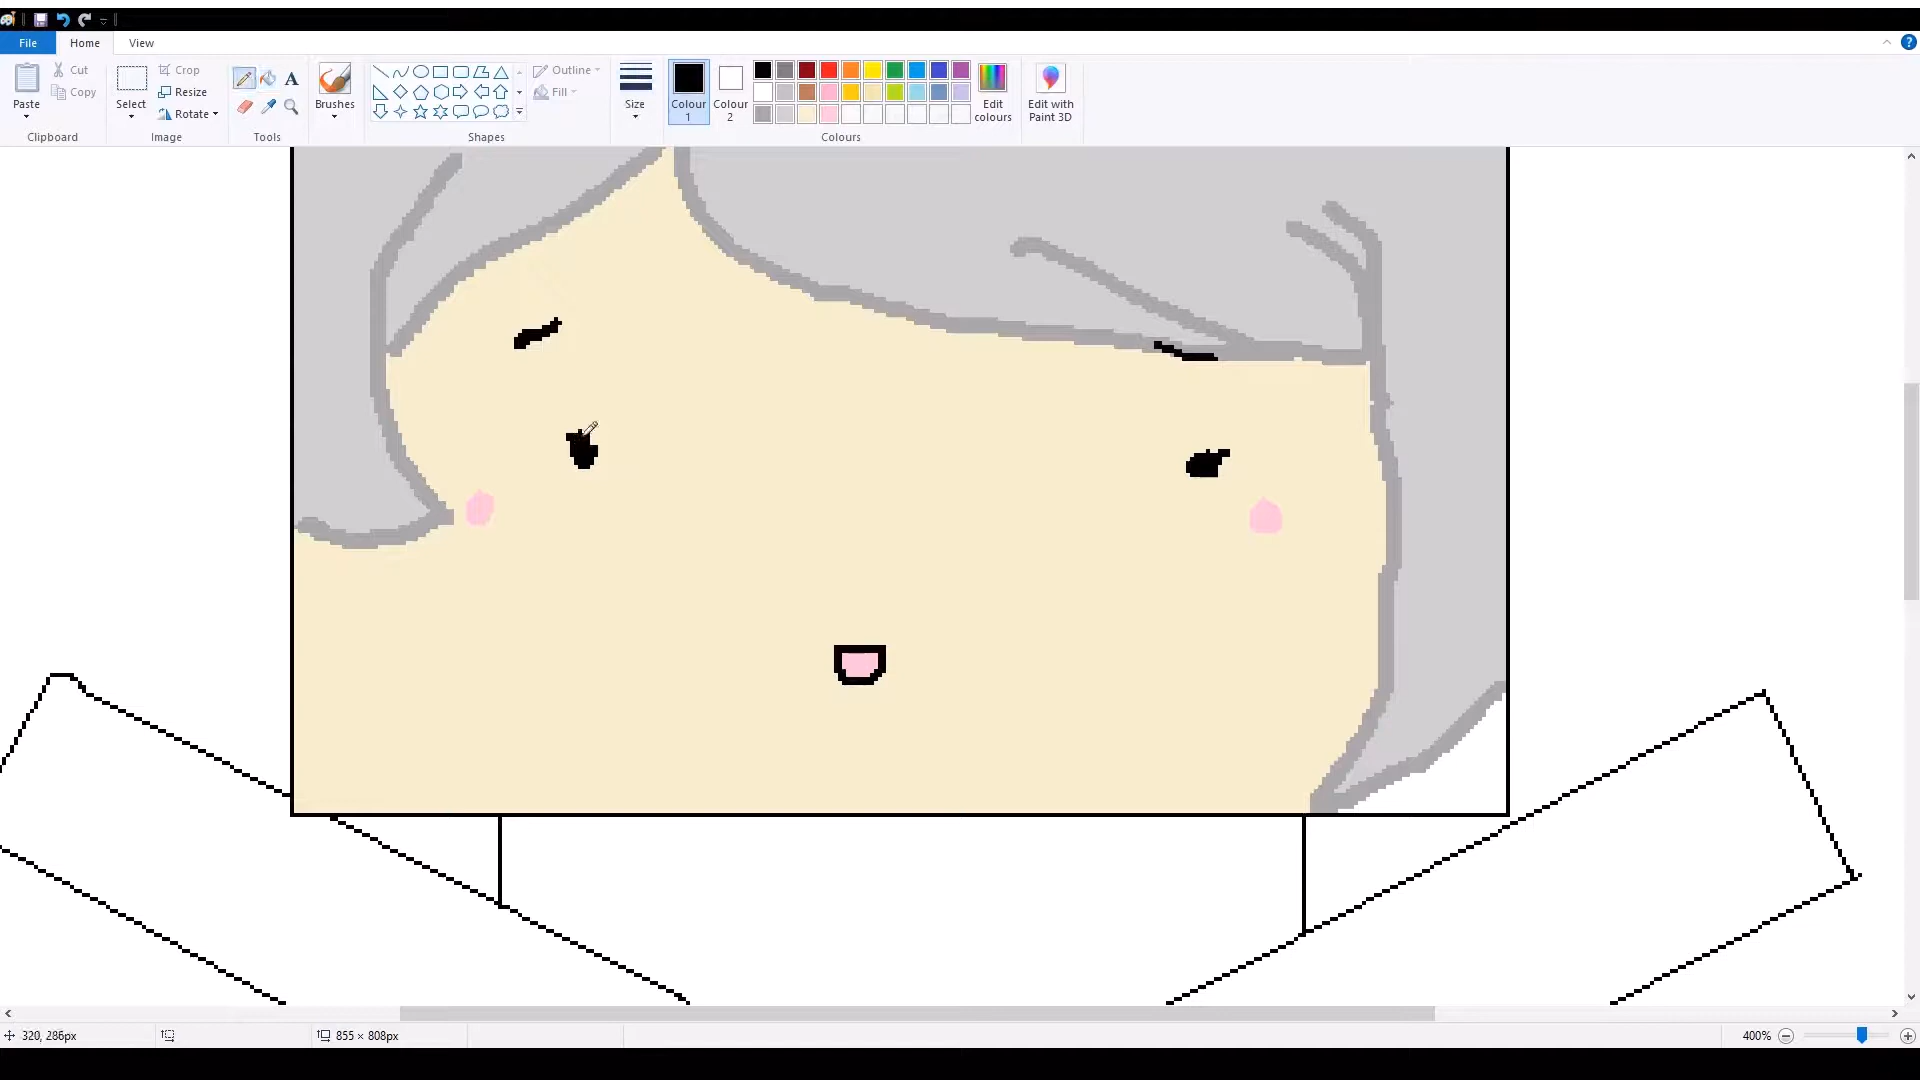 File Home View
Paste
Cut
Copy
Clipboard
Select
Crop
Resize
Rotate
Image
A
Tools
Brushes
Outline
Fill
Shapes
Size
Colour 1
Colour 2
Edit colours
Colours
Edit with Paint 3D
?
320, 286px
855 × 808px
400%